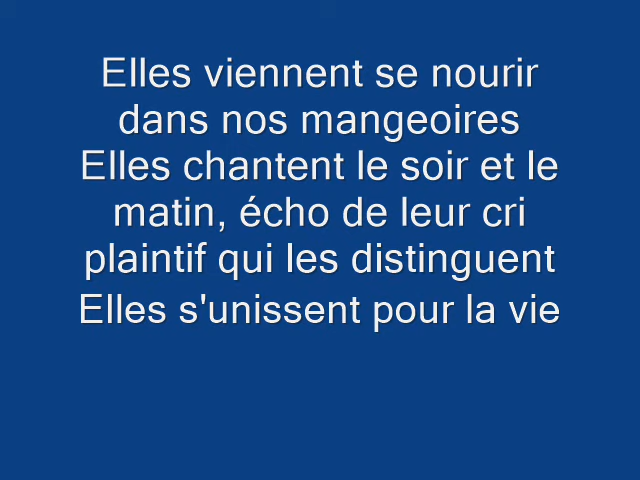 Elles viennent se nourir
dans nos mangeoires
Elles chantent le soir et le
matin, écho de leur cri
plaintif qui les distinguent
Elles s'unissent pour la vie